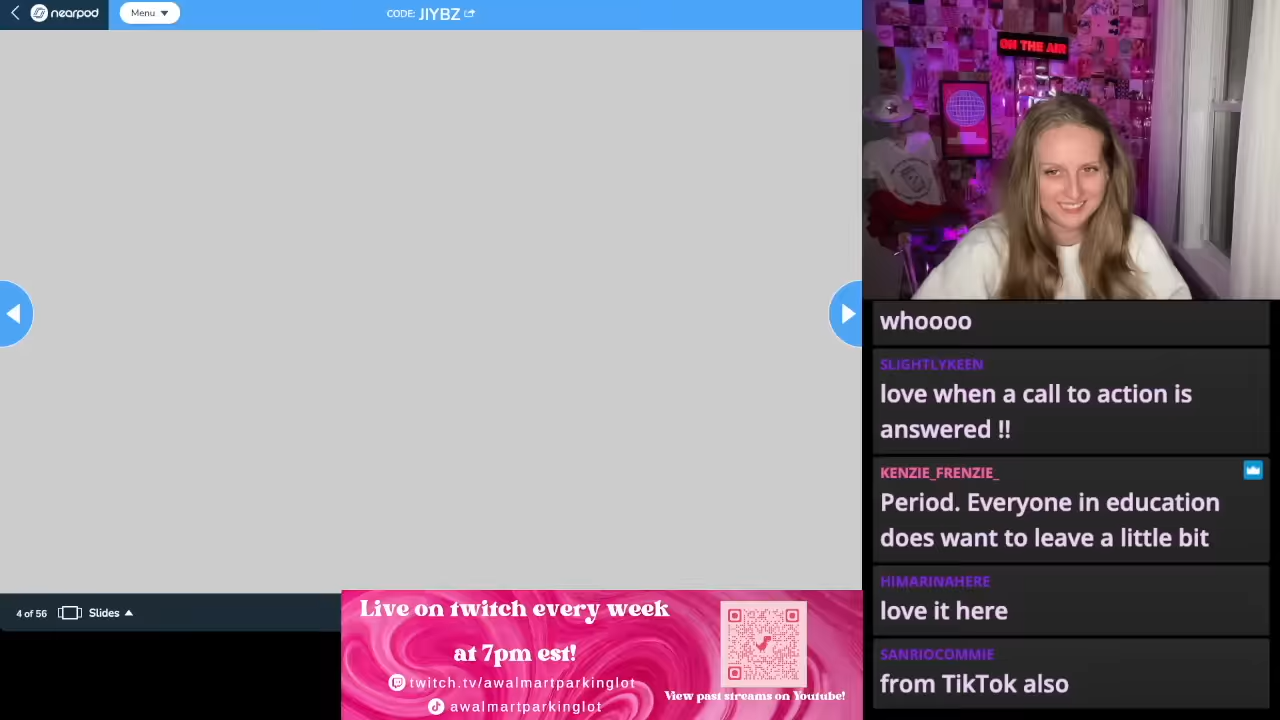 nearpod
Menu
CODE: JIYBZ
ON THE AIR
whoooo
SLIGHTLYKEEN
love when a call to action is
answered !!
KENZIE_FRENZIE_
Period. Everyone in education
does want to leave a little bit
HIMARINAHERE
love it here
SANRIOCOMMIE
from TikTok also
4 of 56
Slides
Live on twitch every week
at 7pm est!
twitch.tv/awalmartparkinglot
awalmartparkinglot
View past streams on Youtube!